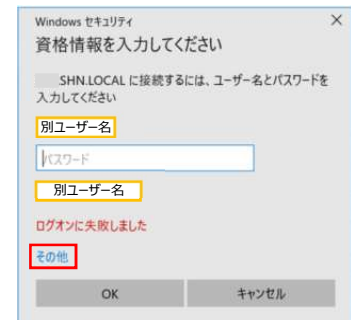 Windows セキュリティ
×
資格情報を入力してください
SHN.LOCAL に接続するには、ユーザー名とパスワードを
入力してください
別ユーザー名
パスワード
別ユーザー名
ログオンに失敗しました
その他
OK キャンセル